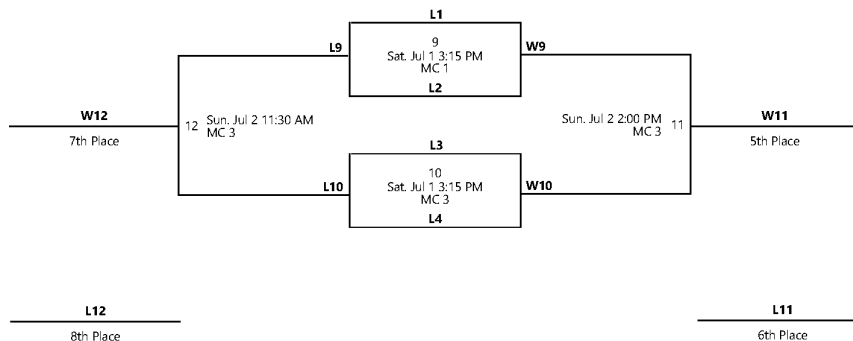 L1
9
Sat. Jul 1 3:15 PM
MC 1
L2
L9
W9
W12
7th Place
12
Sun. Jul 2 11:30 AM
MC 3
Sun. Jul 2 2:00 PM
MC 3
11
W11
5th Place
L3
10
Sat. Jul 1 3:15 PM
MC 3
L4
L10
W10
L12
8th Place
L11
6th Place